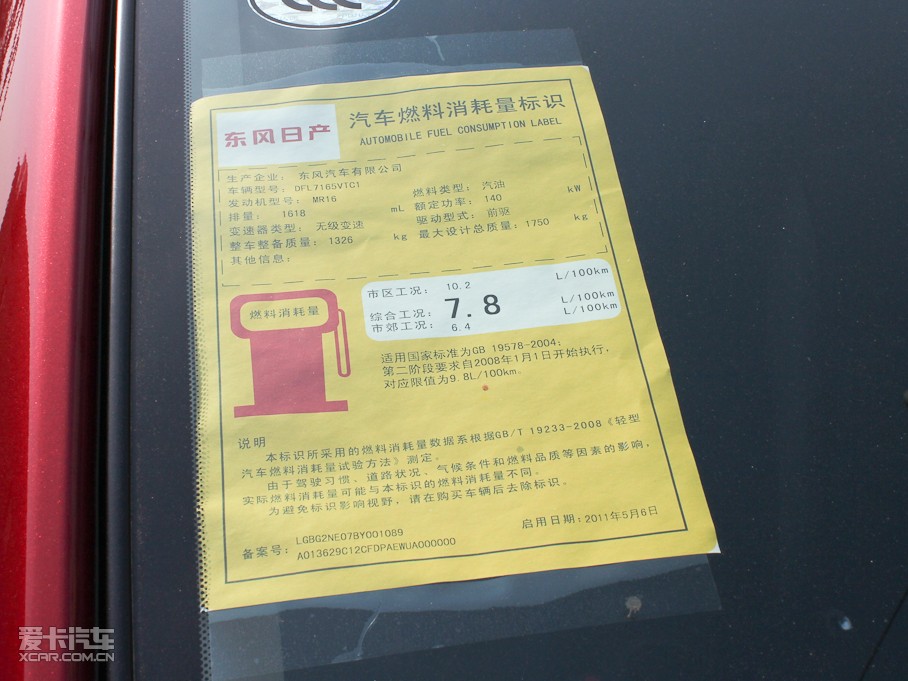 东风日产
汽车燃料消耗量标识
AUTOMOBILE FUEL CONSUMPTION LABEL
生产企业: 东风汽车有限公司
车辆型号: DFL7165VTC1
发动机型号: MR16 燃料类型: 汽油
排量: 1618 mL 额定功率: 140 kW
变速器类型: 无级变速 驱动型式: 前驱
整车整备质量: 1326 kg 最大设计总质量: 1750 kg
其他信息:
燃料消耗量
市区工况: 10.2 L/100km
综合工况: 7.8 L/100km
市郊工况: 6.4 L/100km
适用国家标准为GB 19578-2004;
第二阶段要求自2008年1月1日开始执行,
对应限值为9.8L/100km。
说明
本标识所采用的燃料消耗量数据系根据GB/T 19233-2008《轻型
汽车燃料消耗量试验方法》测定。
由于驾驶习惯、道路状况、气候条件和燃料品质等因素的影响,
实际燃料消耗量可能与本标识的燃料消耗量不同。
为避免标识影响视野,请在购买车辆后去除标识。
备案号: LGBG2NE07BY001089
A013629C12CFDPAEWUA000000
启用日期: 2011年5月6日
爱卡汽车
XCAR.COM.CN